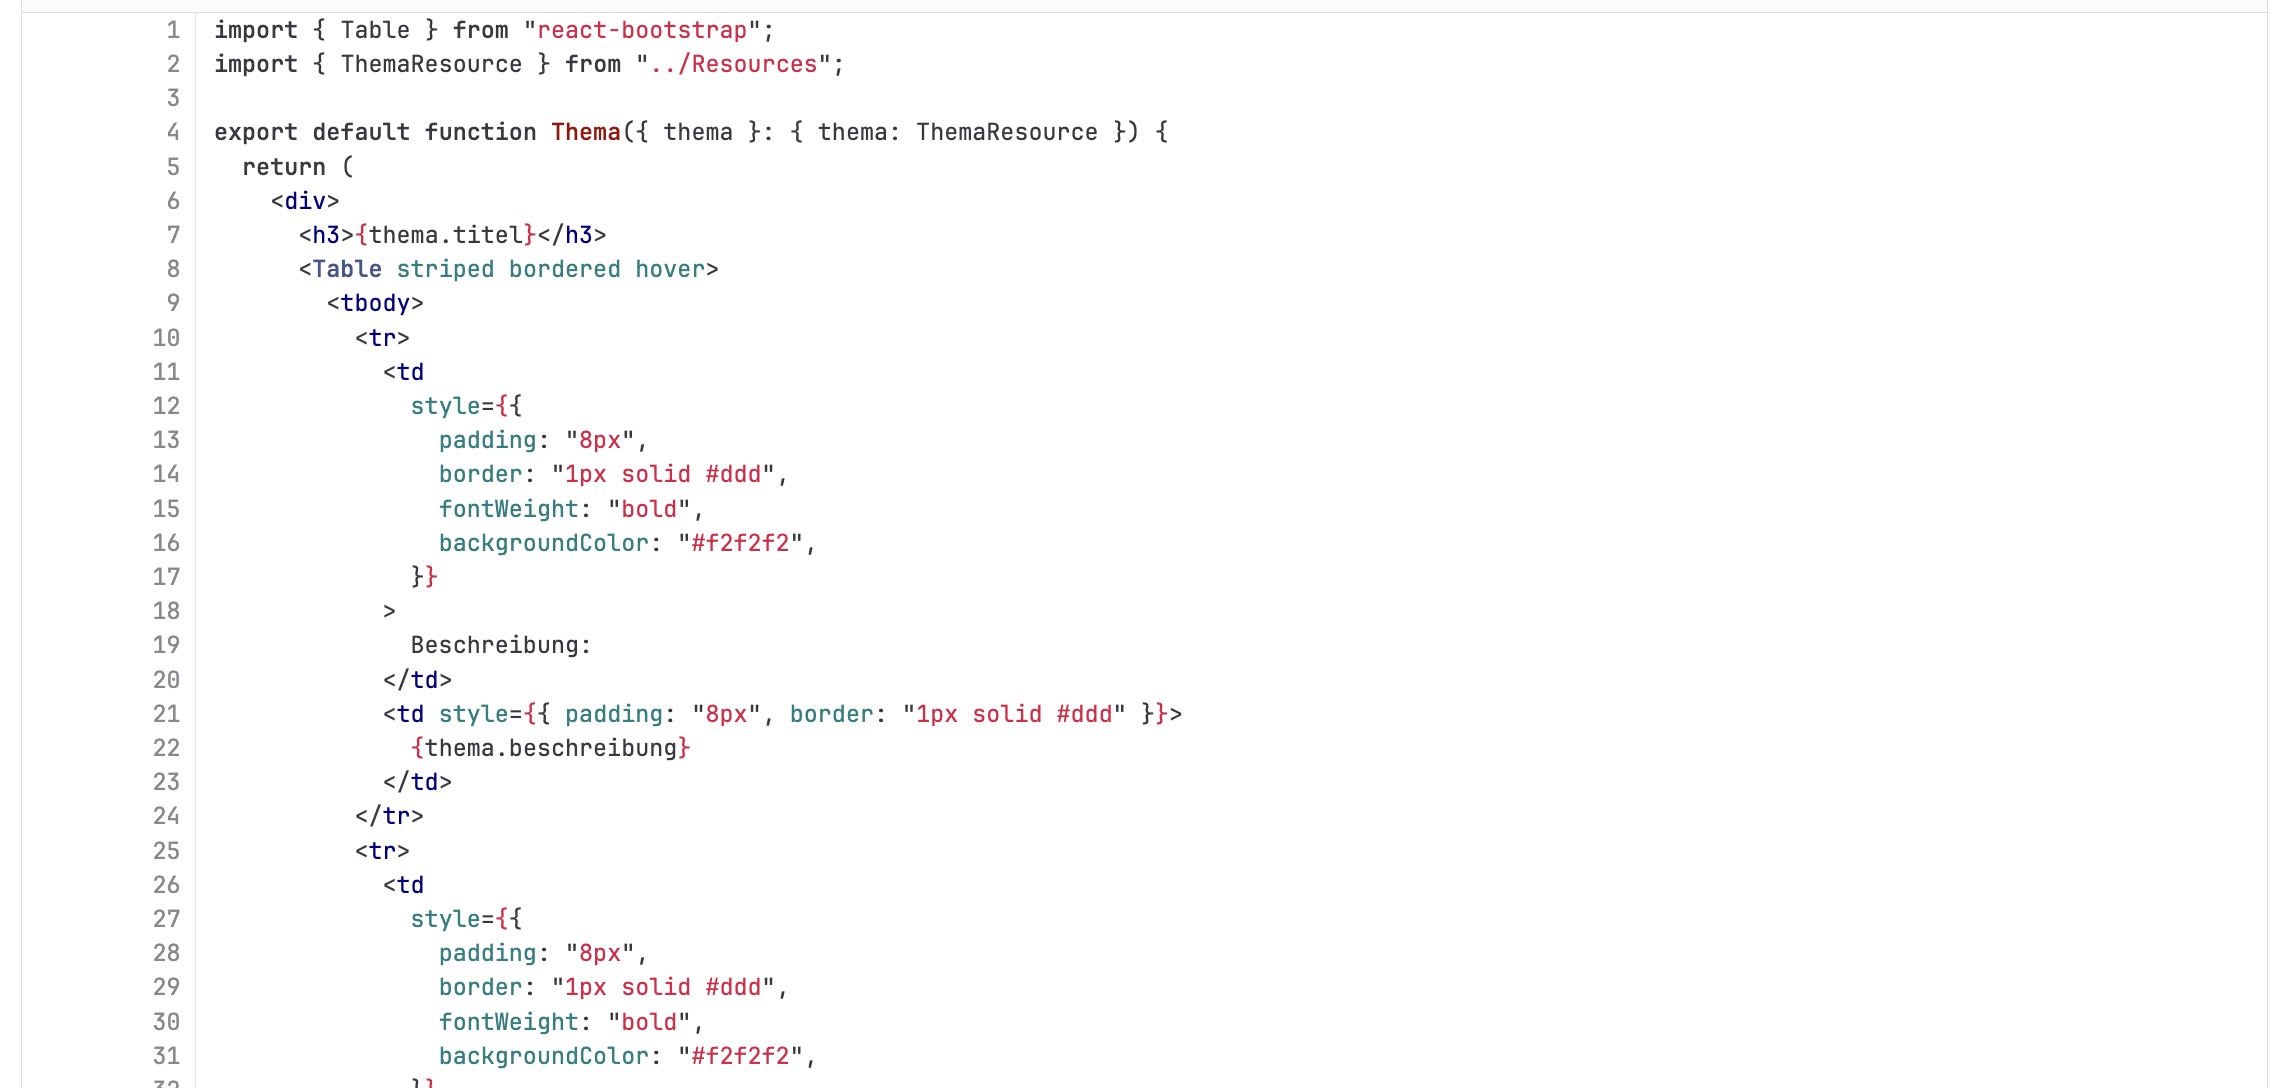 1 import { Table } from "react-bootstrap";
2 import { ThemaResource } from "../Resources";
3
4 export default function Thema({ thema }: { thema: ThemaResource }) {
5   return (
6     <div>
7       <h3>{thema.titel}</h3>
8       <Table striped bordered hover>
9         <tbody>
10           <tr>
11             <td
12               style={{
13                 padding: "8px",
14                 border: "1px solid #ddd",
15                 fontWeight: "bold",
16                 backgroundColor: "#f2f2f2",
17               }}
18             >
19               Beschreibung:
20             </td>
21             <td style={{ padding: "8px", border: "1px solid #ddd" }}>
22               {thema.beschreibung}
23             </td>
24           </tr>
25           <tr>
26             <td
27               style={{
28                 padding: "8px",
29                 border: "1px solid #ddd",
30                 fontWeight: "bold",
31                 backgroundColor: "#f2f2f2",
32               }}